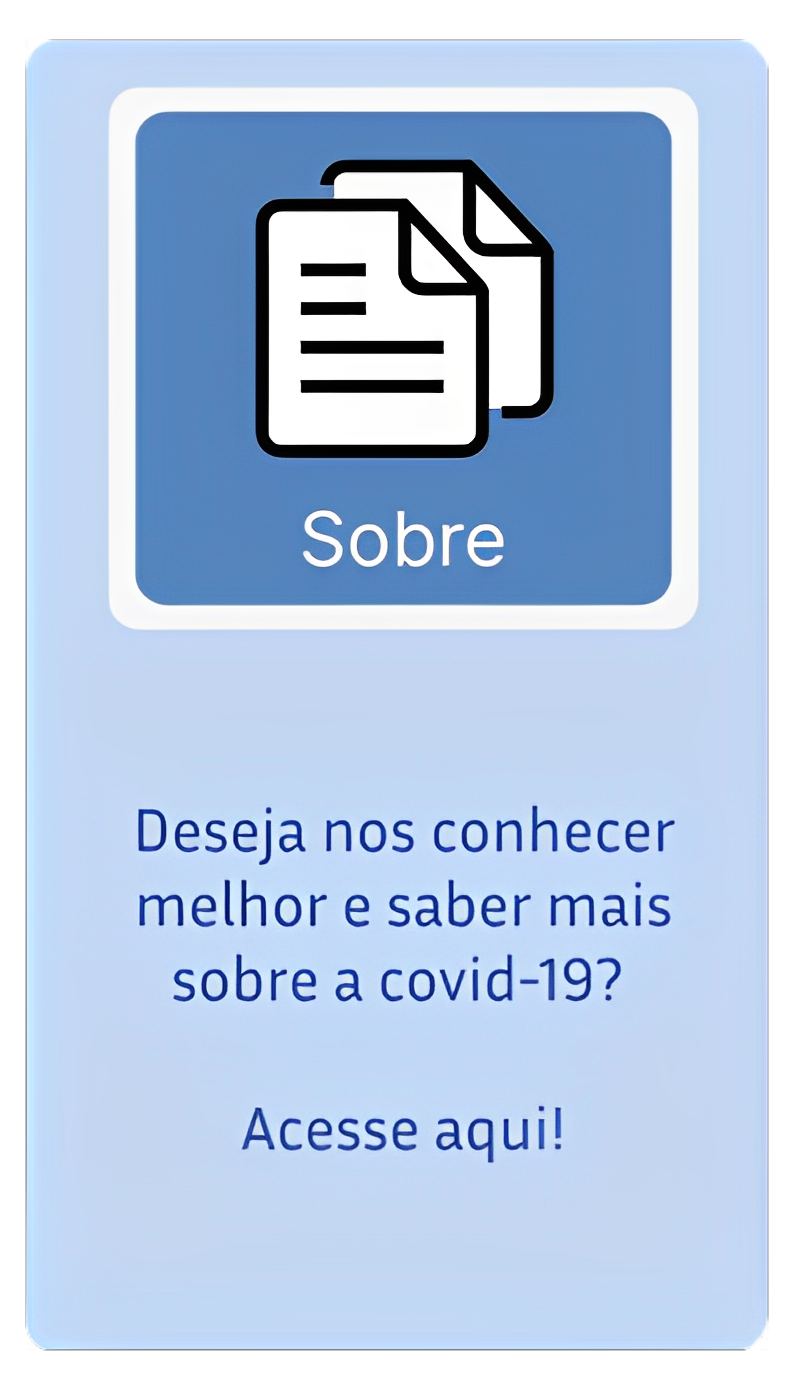 Sobre
Deseja nos conhecer
melhor e saber mais
sobre a covid-19?
Acesse aqui!